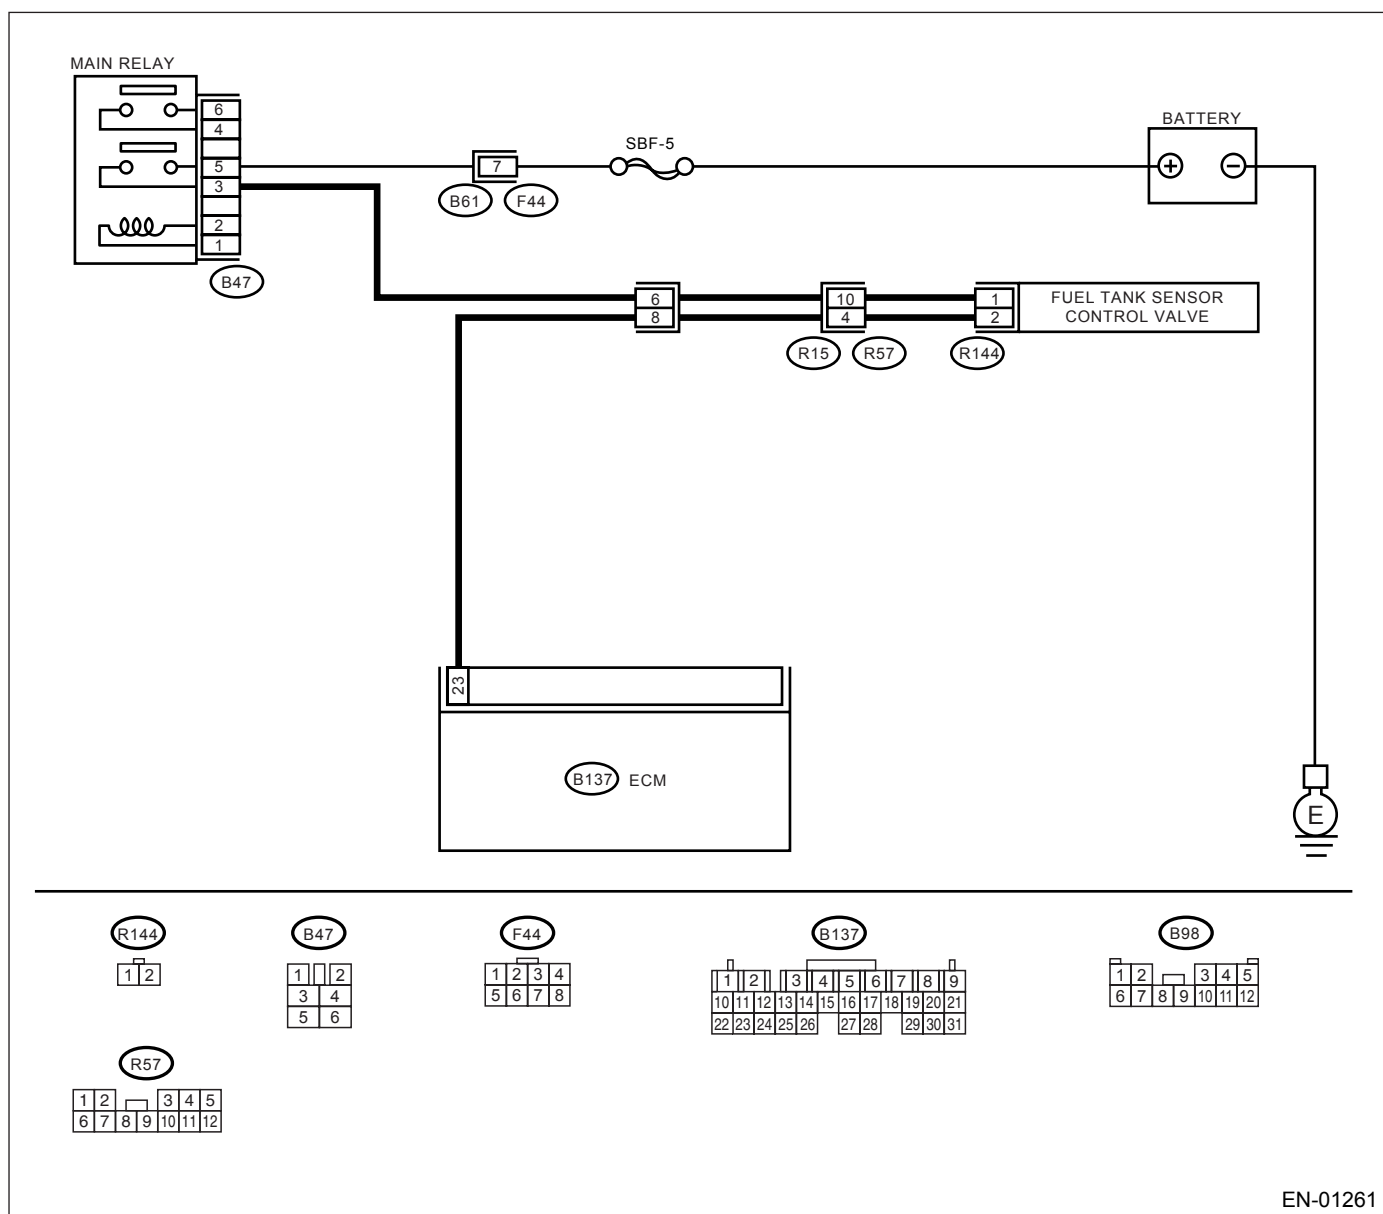 MAIN RELAY
6
4
5
3
2
1
B47
7
B61
F44
SBF-5
BATTERY
6
8
10
4
1
2
FUEL TANK SENSOR
CONTROL VALVE
R15
R57
R144
23
B137
ECM
E
R144
1 2
B47
1 2
3 4
5 6
F44
1 2 3 4
5 6 7 8
B137
1 2 3 4 5 6 7 8 9
10 11 12 13 14 15 16 17 18 19 20 21
22 23 24 25 26 27 28 29 30 31
B98
1 2 3 4 5
6 7 8 9 10 11 12
R57
1 2 3 4 5
6 7 8 9 10 11 12
EN-01261